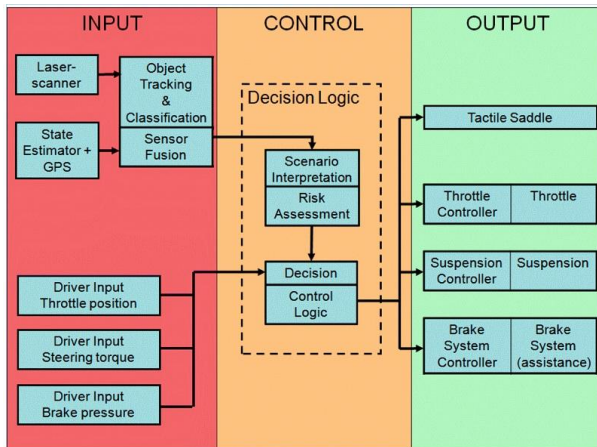 INPUT
CONTROL
OUTPUT
Laser-
scanner
Object
Tracking
&
Classification
Sensor
Fusion
State
Estimator +
GPS
Decision Logic
Scenario
Interpretation
Risk
Assessment
Decision
Control
Logic
Driver Input
Throttle position
Driver Input
Steering torque
Driver Input
Brake pressure
Tactile Saddle
Throttle
Controller
Throttle
Suspension
Controller
Suspension
Brake
System
Controller
Brake
System
(assistance)